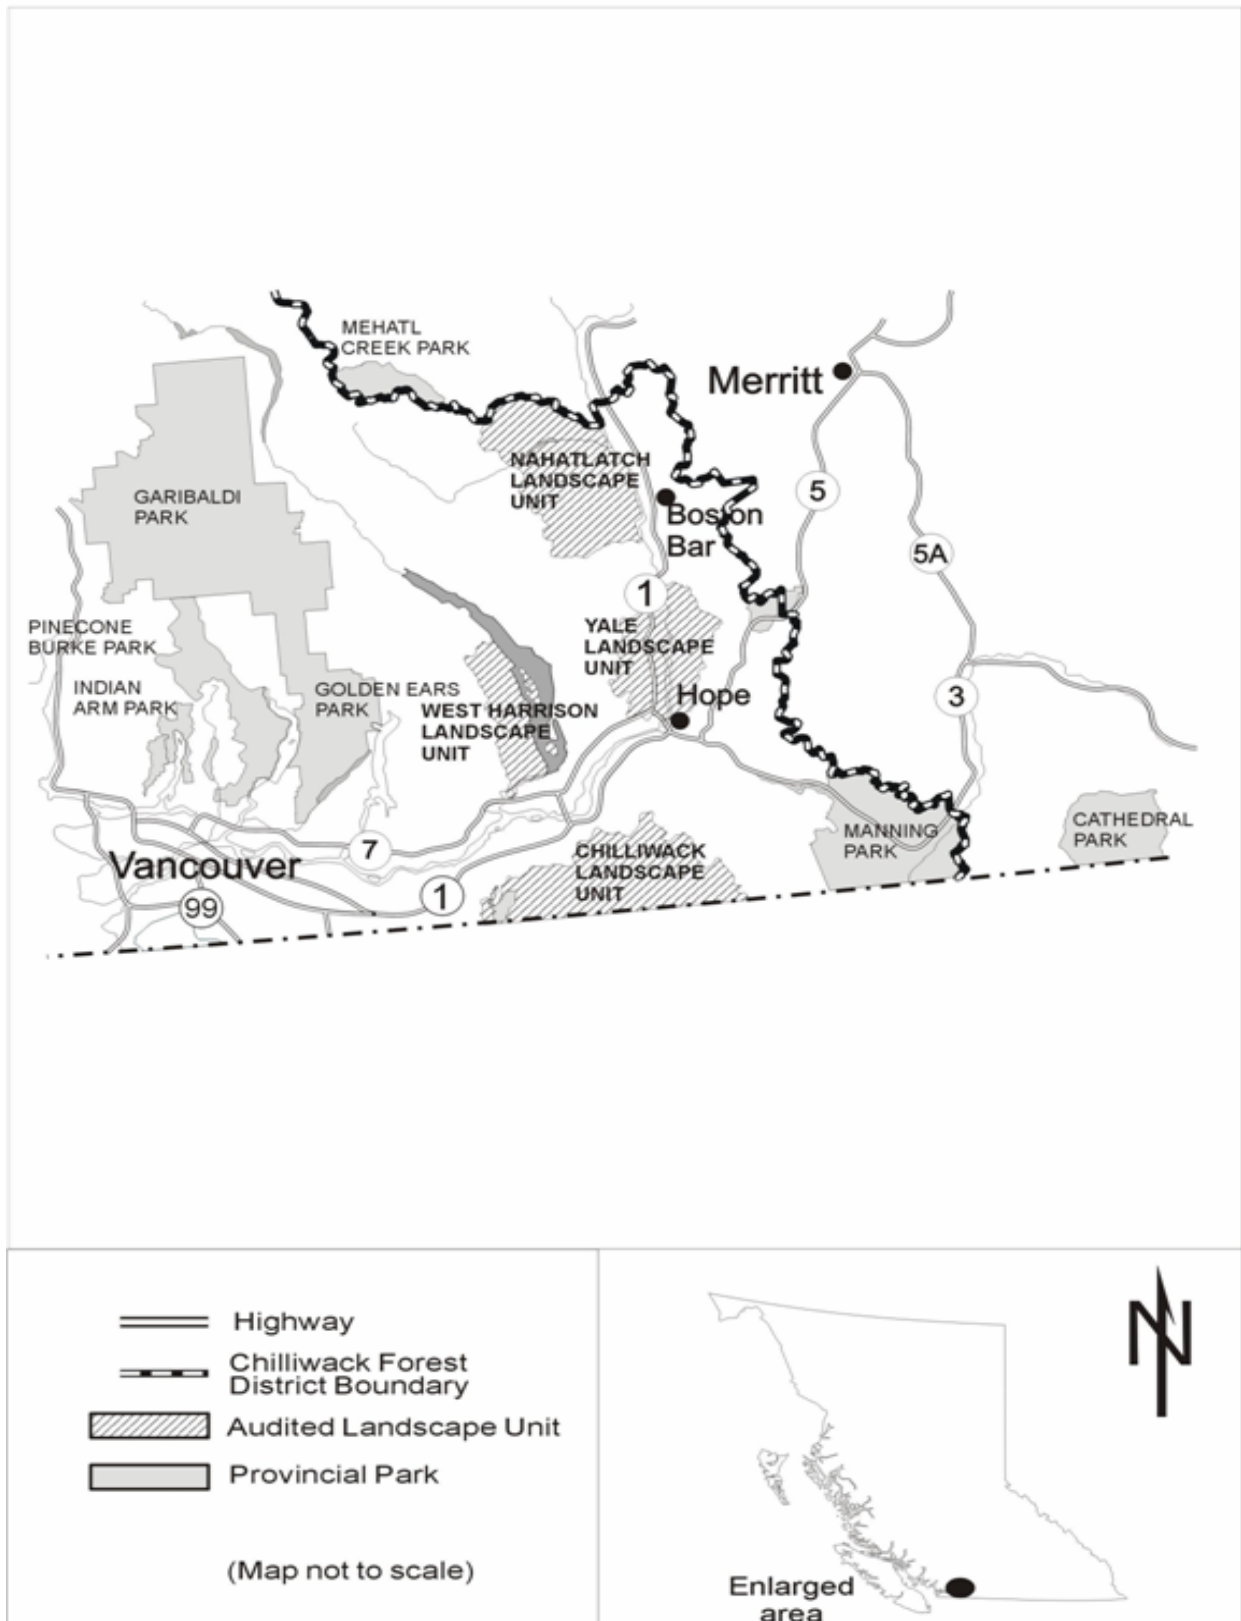 MEHATL
CREEK PARK
Merritt
NAHATLATCH
LANDSCAPE
UNIT
GARIBALDI
PARK
5
Boston
Bar
5A
1
PINECONE
BURKE PARK
YALE
LANDSCAPE
UNIT
INDIAN
ARM PARK
GOLDEN EARS
PARK
WEST HARRISON
LANDSCAPE
UNIT
Hope
3
MANNING
PARK
CATHEDRAL
PARK
7
Vancouver
CHILLIWACK
LANDSCAPE
UNIT
1
99
Highway
Chilliwack Forest
District Boundary
Audited Landscape Unit
Provincial Park
(Map not to scale)
N
Enlarged
area